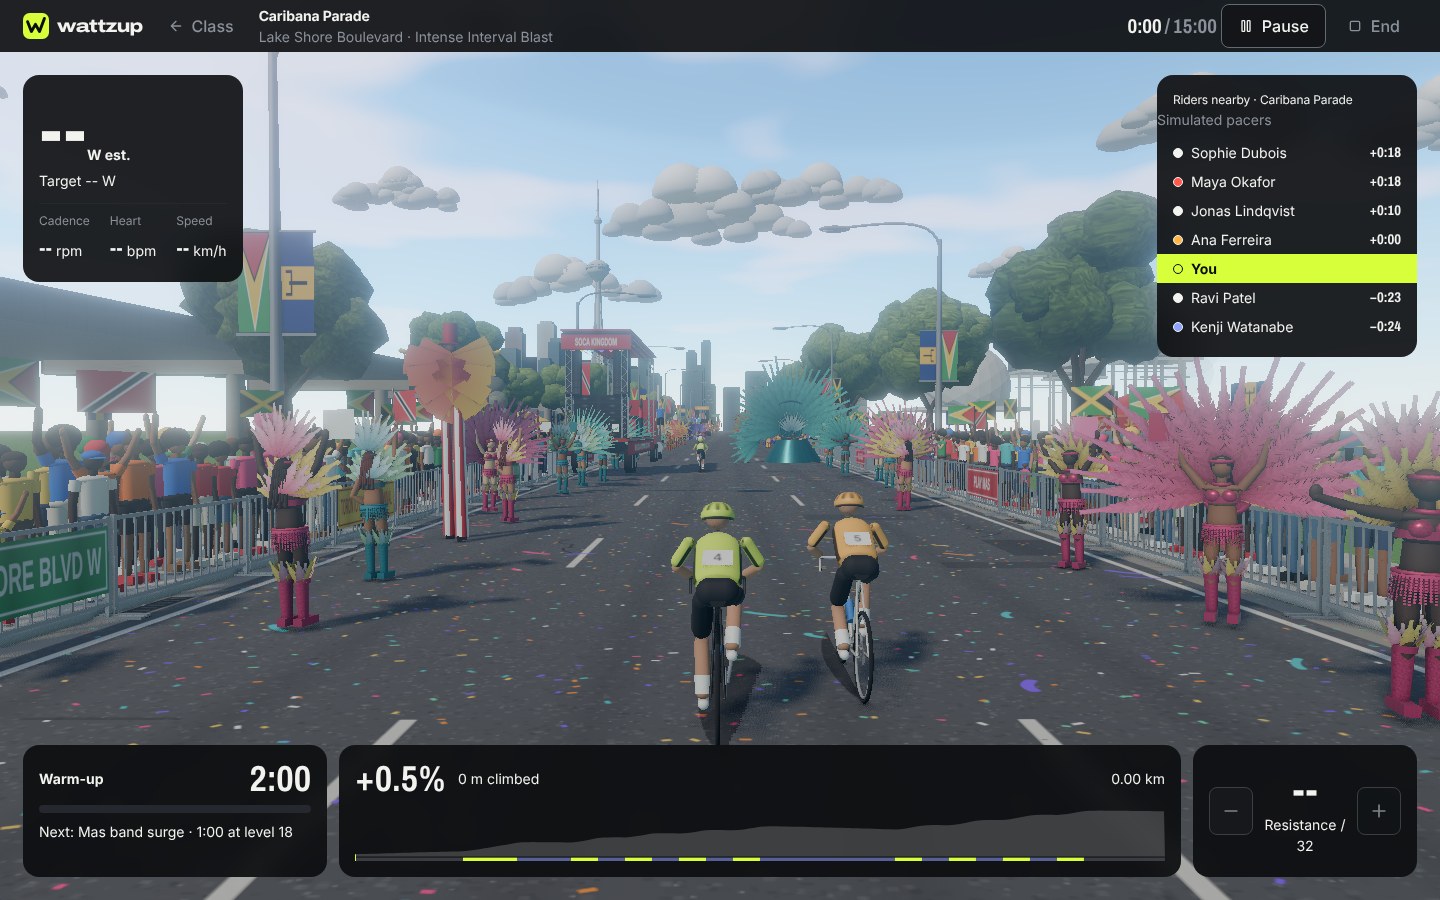 wattzup
Class
Caribana Parade
Lake Shore Boulevard · Intense Interval Blast
0:00 / 15:00
Pause
End
-- W est.
Target -- W
Cadence Heart Speed
-- rpm -- bpm -- km/h
Riders nearby · Caribana Parade
Simulated pacers
Sophie Dubois +0:18
Maya Okafor +0:18
Jonas Lindqvist +0:10
Ana Ferreira +0:00
You
Ravi Patel −0:23
Kenji Watanabe −0:24
SOCA KINGDOM
PLAY MAS
ORE BLVD W
4
5
Warm-up 2:00
Next: Mas band surge · 1:00 at level 18
+0.5% 0 m climbed 0.00 km
--
Resistance /
32